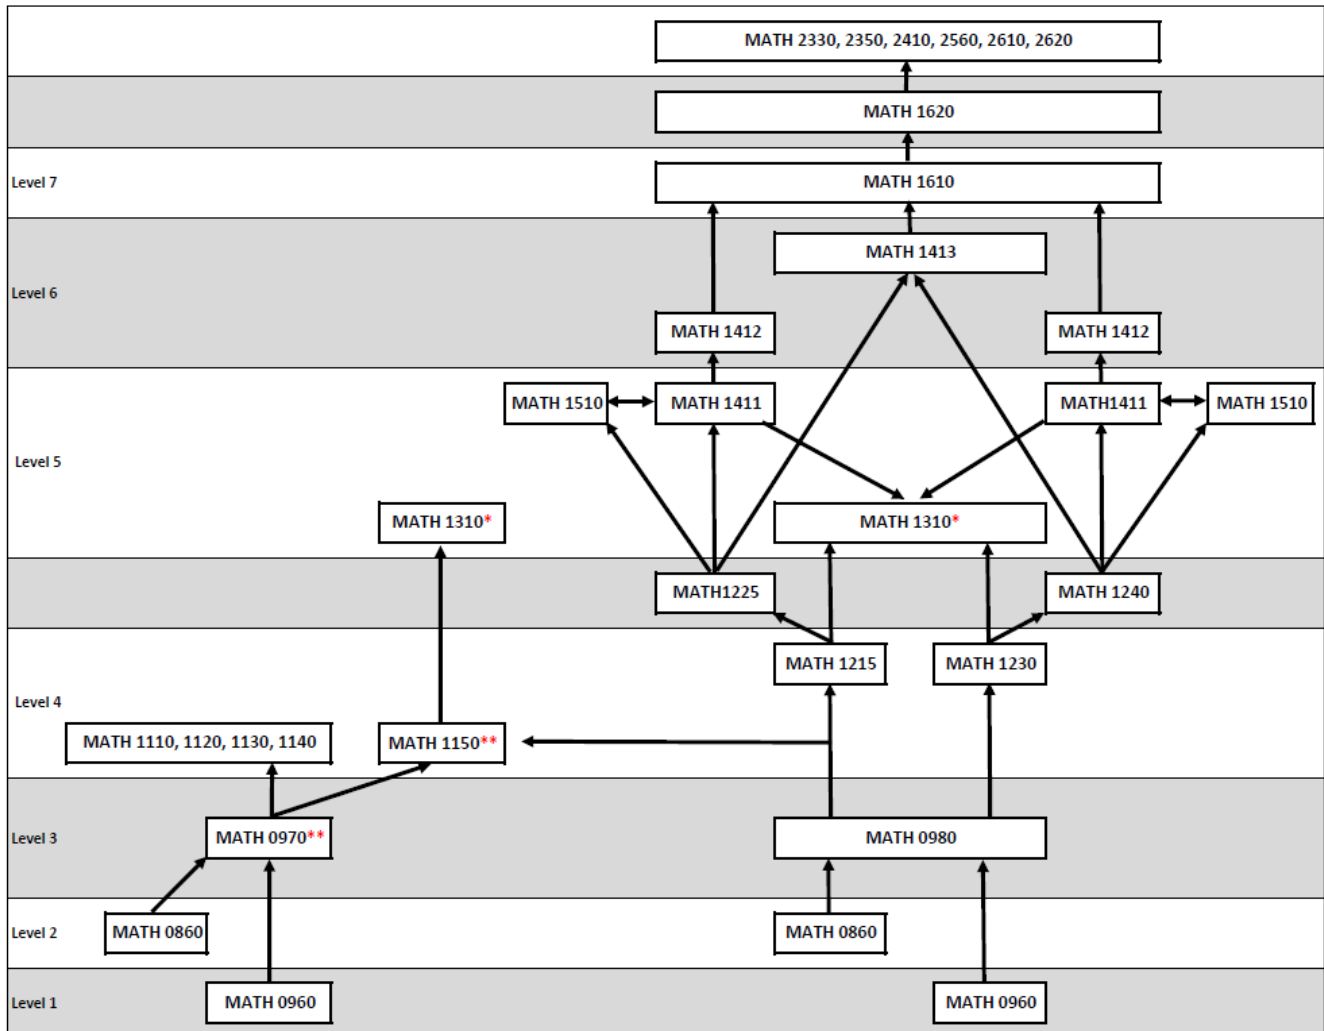 MATH 2330, 2350, 2410, 2560, 2610, 2620
MATH 1620
Level 7
MATH 1610
MATH 1413
Level 6
MATH 1412
MATH 1412
MATH 1510
MATH 1411
MATH1411
MATH 1510
Level 5
MATH 1310*
MATH 1310*
MATH1225
MATH 1240
MATH 1215
MATH 1230
Level 4
MATH 1110, 1120, 1130, 1140
MATH 1150**
Level 3
MATH 0970**
MATH 0980
Level 2
MATH 0860
MATH 0860
Level 1
MATH 0960
MATH 0960